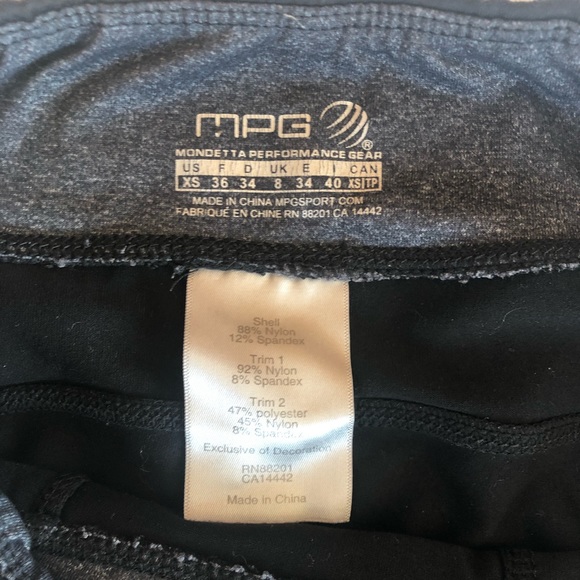 MPG
®
MONDETTA PERFORMANCE GEAR
US F D UK E I CAN
XS 36 34 8 34 40 XS|TP
MADE IN CHINA MPGSPORT.COM
FABRIQUÉ EN CHINE RN 88201 CA 14442
Shell
88% Nylon
12% Spandex
Trim 1
92% Nylon
8% Spandex
Trim 2
47% polyester
45% Nylon
8% Spandex
Exclusive of Decoration
RN88201
CA14442
Made in China